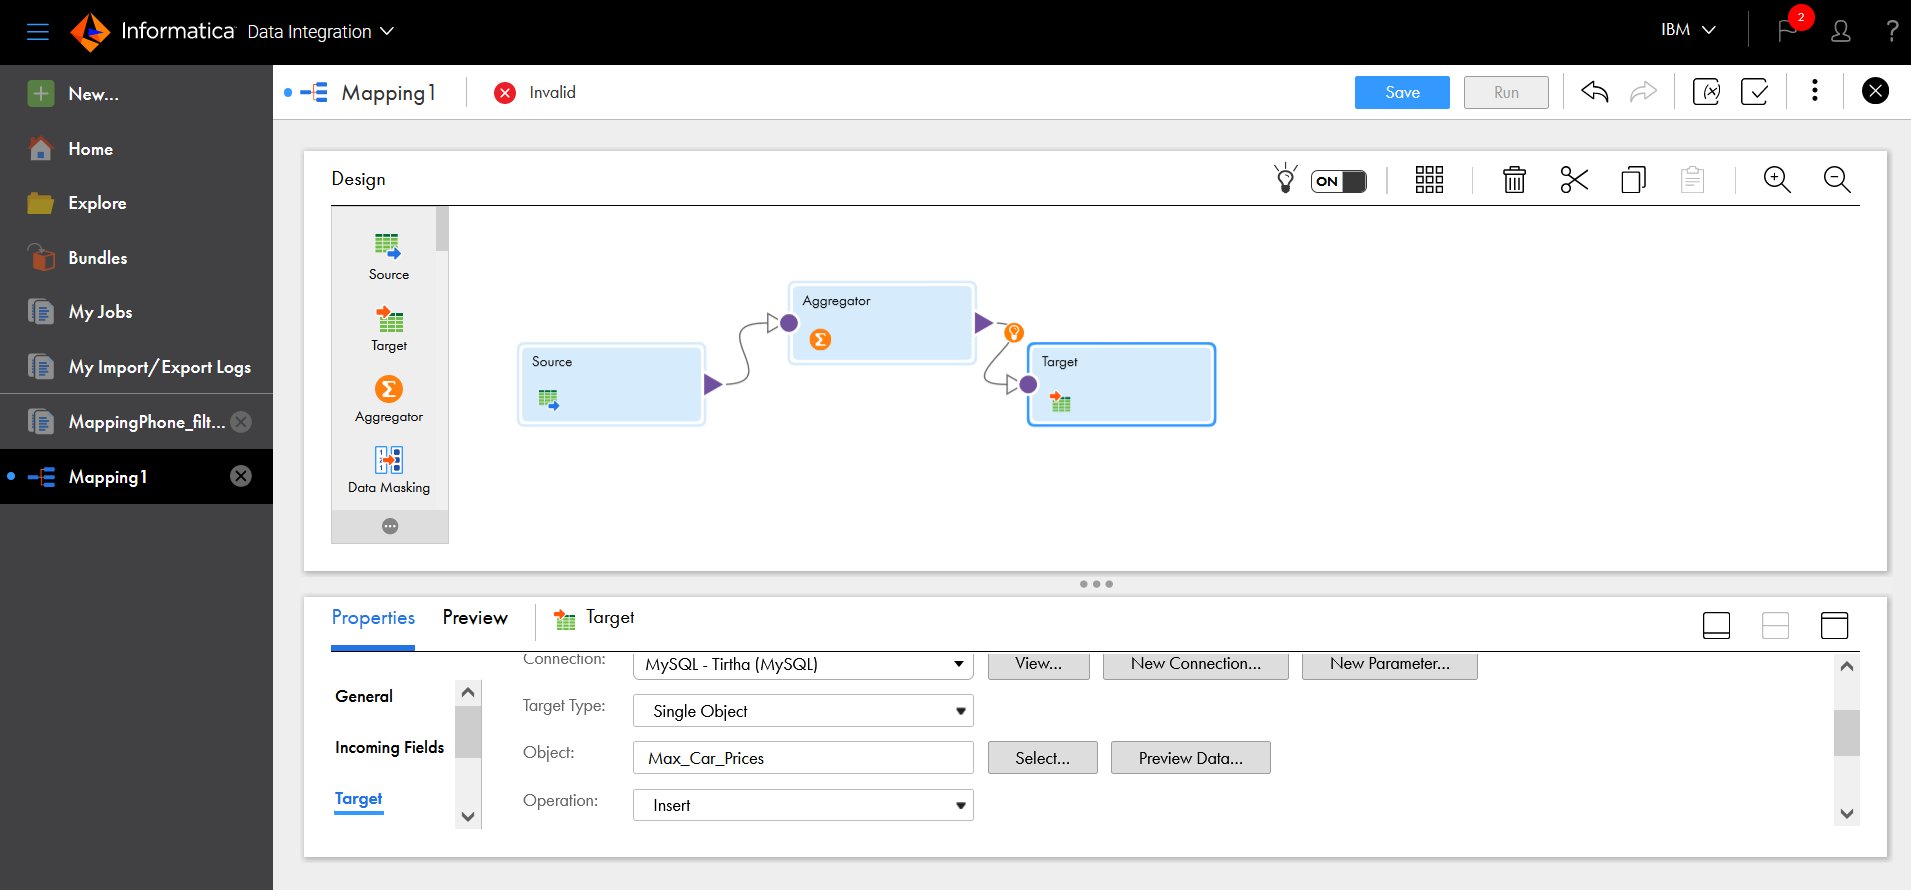 Informatica Data Integration
IBM
2
?
New...
Home
Explore
Bundles
My Jobs
My Import/Export Logs
MappingPhone_filt...
Mapping1
Mapping1
Invalid
Save
Run
Design
ON
Source
Target
Aggregator
Data Masking
Source
Aggregator
Target
Properties
Preview
Target
General
Incoming Fields
Target
Connection:
MySQL - Tirtha (MySQL)
View...
New Connection...
New Parameter...
Target Type:
Single Object
Object:
Max_Car_Prices
Select...
Preview Data...
Operation:
Insert